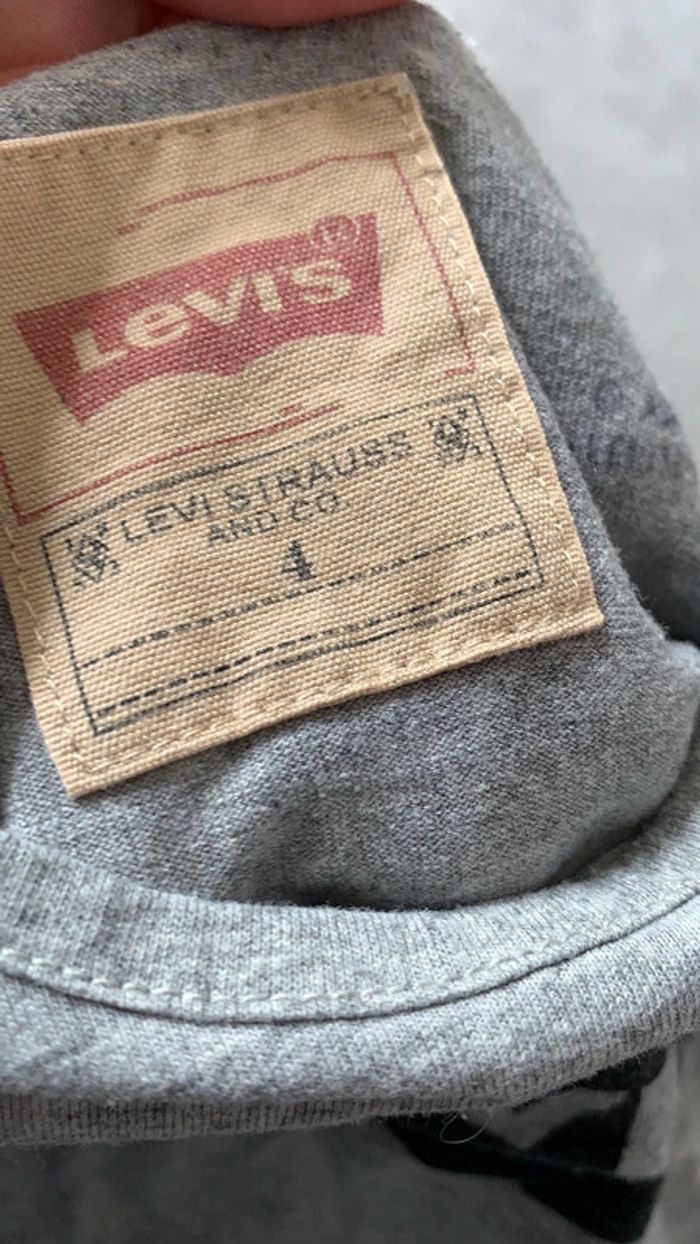 LEVI'S
LEVI STRAUSS
AND CO
4